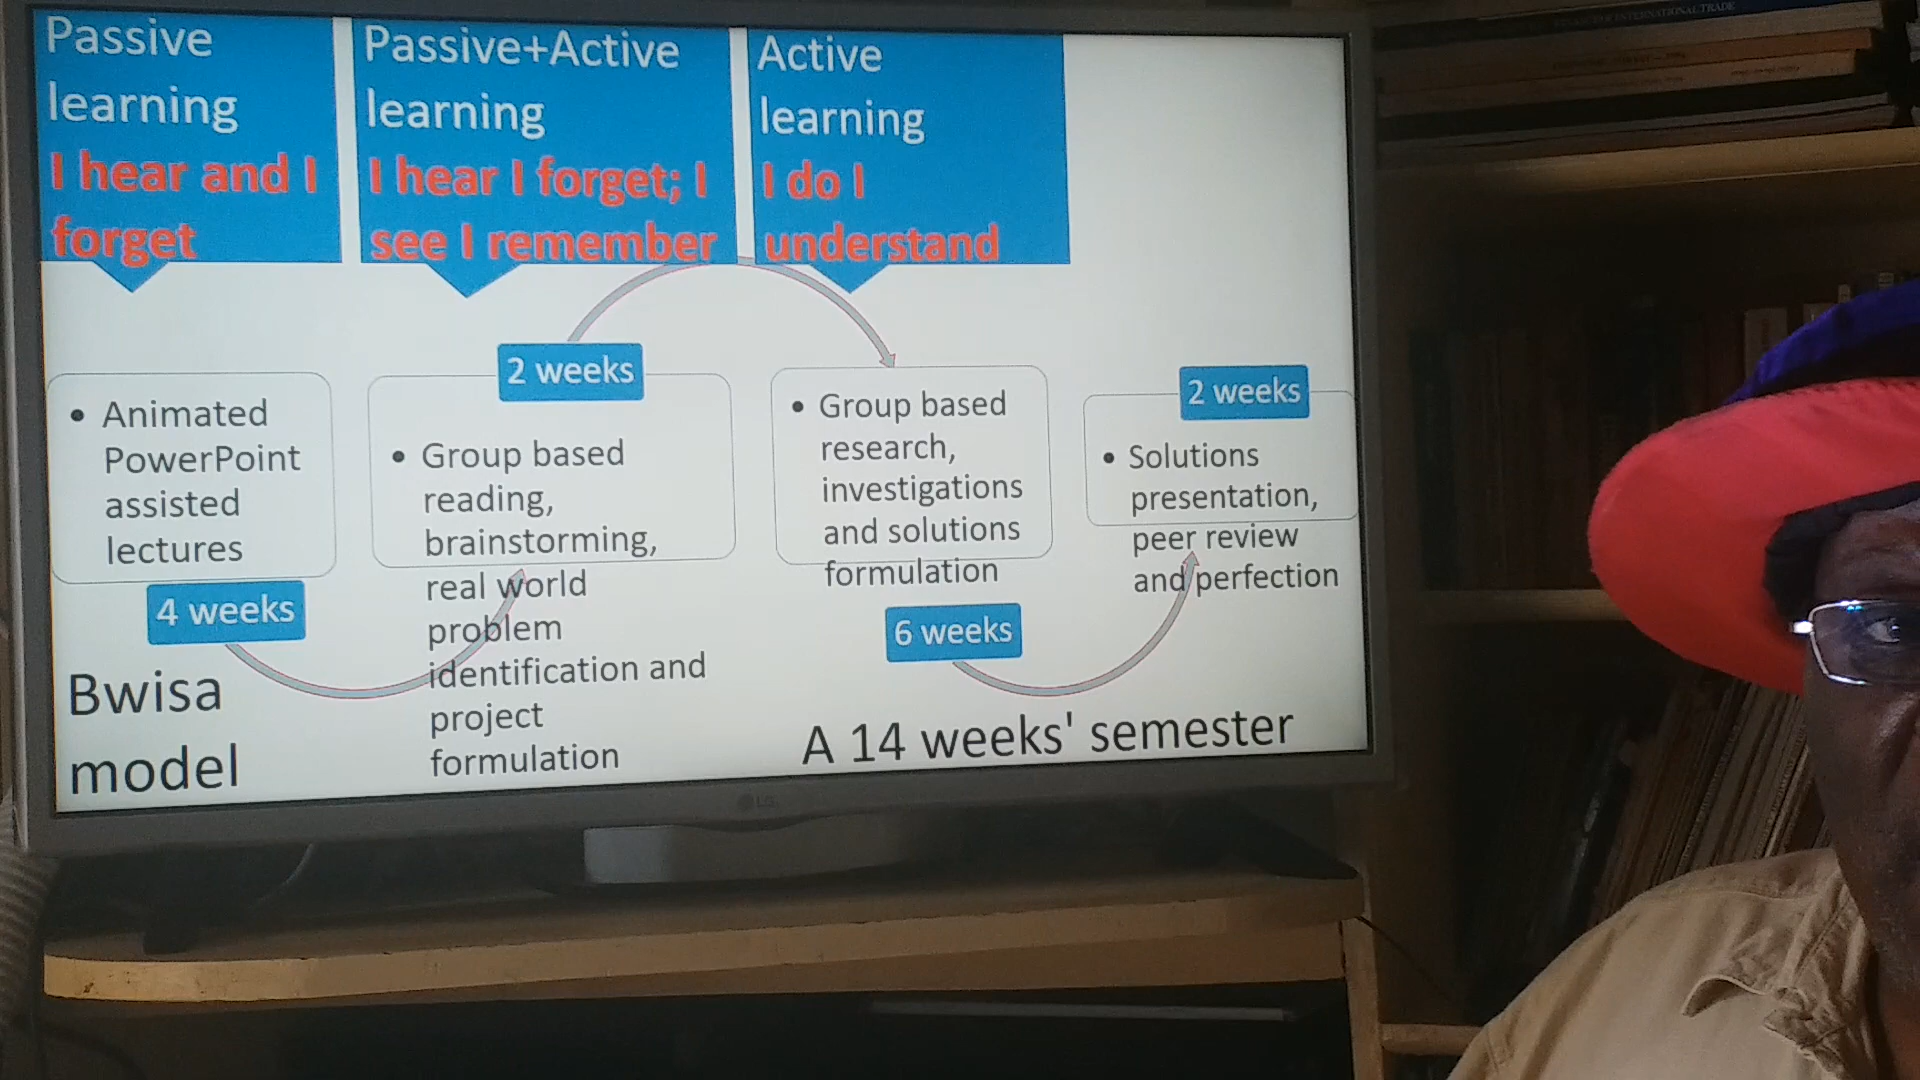 Passive
learning
I hear and I
forget
Passive+Active
learning
I hear I forget; I
see I remember
Active
learning
I do I
understand
• Animated
PowerPoint
assisted
lectures
4 weeks
2 weeks
• Group based
reading,
brainstorming,
real world
problem
identification and
project
formulation
• Group based
research,
investigations
and solutions
formulation
6 weeks
2 weeks
• Solutions
presentation,
peer review
and perfection
Bwisa
model
A 14 weeks' semester
LG
INTERNATIONAL TRADE